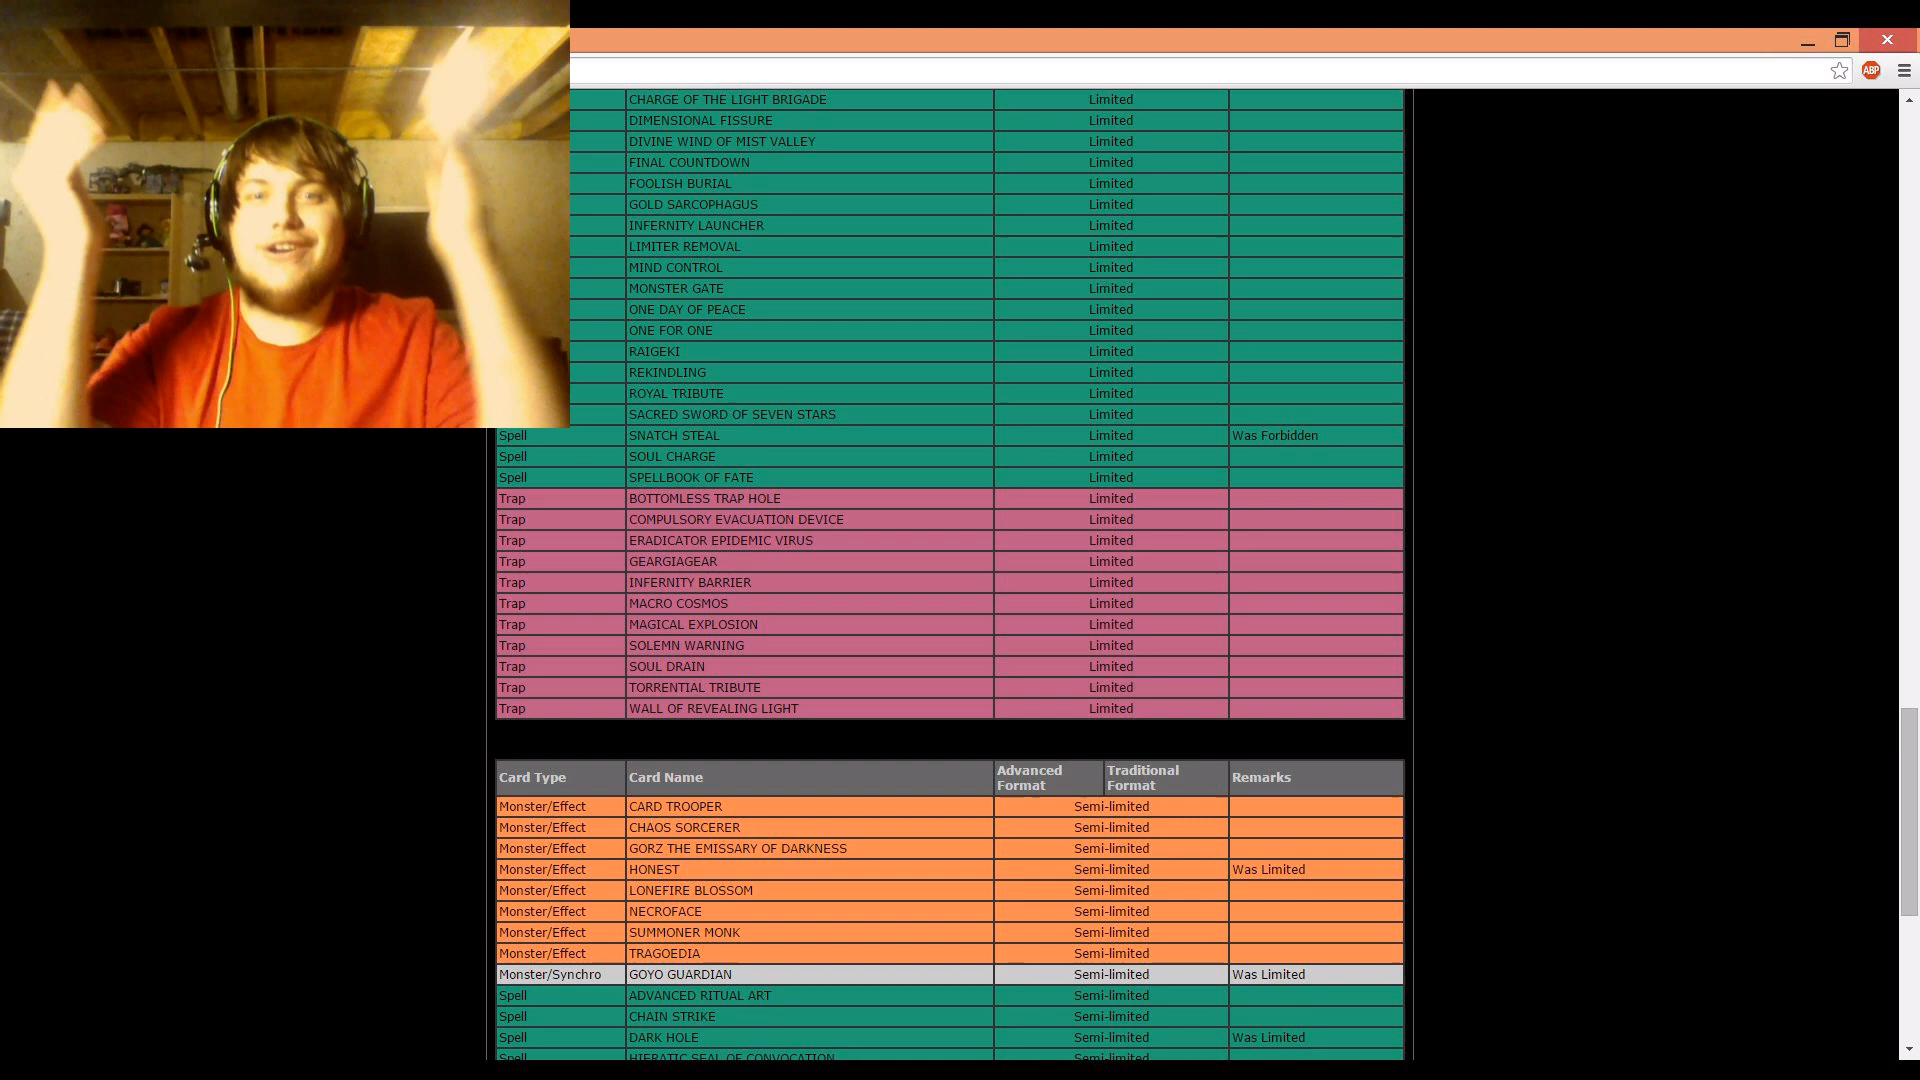 ABP
CHARGE OF THE LIGHT BRIGADE Limited
DIMENSIONAL FISSURE Limited
DIVINE WIND OF MIST VALLEY Limited
FINAL COUNTDOWN Limited
FOOLISH BURIAL Limited
GOLD SARCOPHAGUS Limited
INFERNITY LAUNCHER Limited
LIMITER REMOVAL Limited
MIND CONTROL Limited
MONSTER GATE Limited
ONE DAY OF PEACE Limited
ONE FOR ONE Limited
RAIGEKI Limited
REKINDLING Limited
ROYAL TRIBUTE Limited
SACRED SWORD OF SEVEN STARS Limited
Spell SNATCH STEAL Limited Was Forbidden
Spell SOUL CHARGE Limited
Spell SPELLBOOK OF FATE Limited
Trap BOTTOMLESS TRAP HOLE Limited
Trap COMPULSORY EVACUATION DEVICE Limited
Trap ERADICATOR EPIDEMIC VIRUS Limited
Trap GEARGIAGEAR Limited
Trap INFERNITY BARRIER Limited
Trap MACRO COSMOS Limited
Trap MAGICAL EXPLOSION Limited
Trap SOLEMN WARNING Limited
Trap SOUL DRAIN Limited
Trap TORRENTIAL TRIBUTE Limited
Trap WALL OF REVEALING LIGHT Limited
Card Type Card Name Advanced Format Traditional Format Remarks
Monster/Effect CARD TROOPER Semi-limited
Monster/Effect CHAOS SORCERER Semi-limited
Monster/Effect GORZ THE EMISSARY OF DARKNESS Semi-limited
Monster/Effect HONEST Semi-limited Was Limited
Monster/Effect LONEFIRE BLOSSOM Semi-limited
Monster/Effect NECROFACE Semi-limited
Monster/Effect SUMMONER MONK Semi-limited
Monster/Effect TRAGOEDIA Semi-limited
Monster/Synchro GOYO GUARDIAN Semi-limited Was Limited
Spell ADVANCED RITUAL ART Semi-limited
Spell CHAIN STRIKE Semi-limited
Spell DARK HOLE Semi-limited Was Limited
Spell HIERATIC SEAL OF CONVOCATION Semi-limited